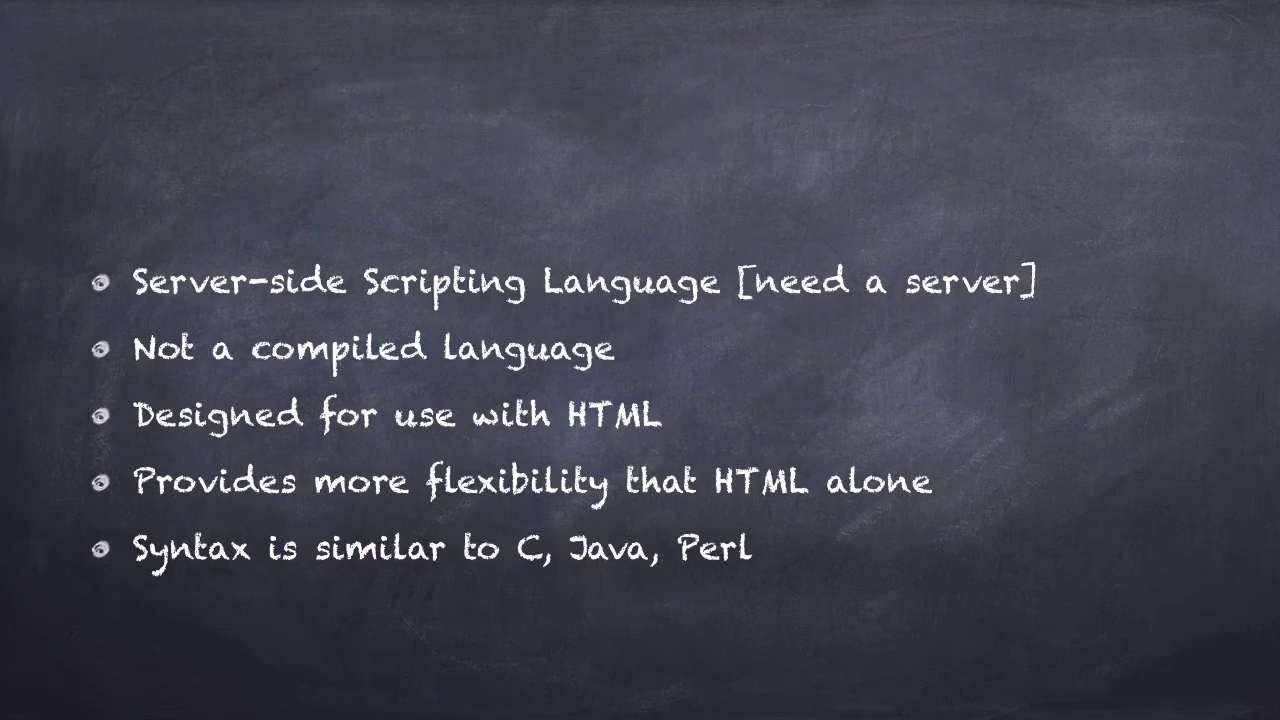 Server-side Scripting Language [need a server]
Not a compiled language
Designed for use with HTML
Provides more flexibility that HTML alone
Syntax is similar to C, Java, Perl